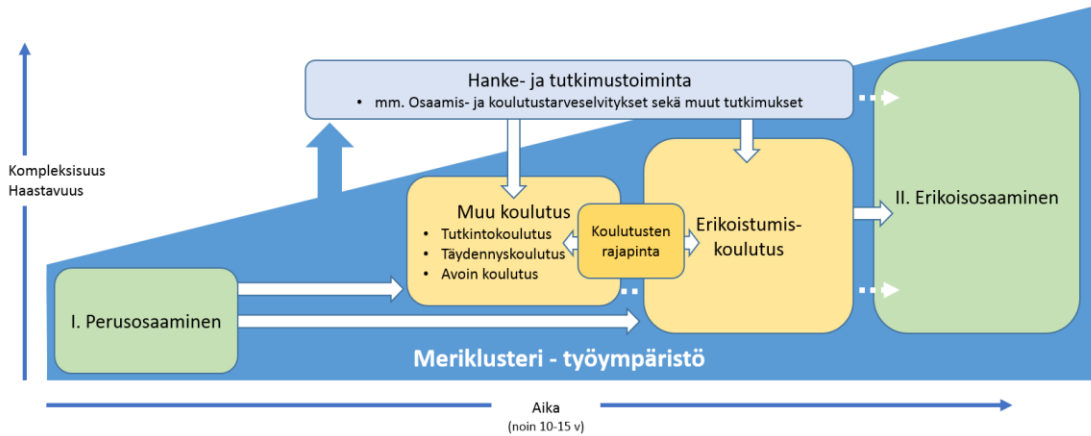 Hanke- ja tutkimustoiminta
• mm. Osaamis- ja koulutustarveselvitykset sekä muut tutkimukset
Kompleksisuus
Haastavuus
Muu koulutus
• Tutkintokoulutus
• Täydennyskoulutus
• Avoin koulutus
Koulutusten
rajapinta
Erikoistumis-
koulutus
II. Erikoisosaaminen
I. Perusosaaminen
Meriklusteri - työympäristö
Aika
(noin 10-15 v)